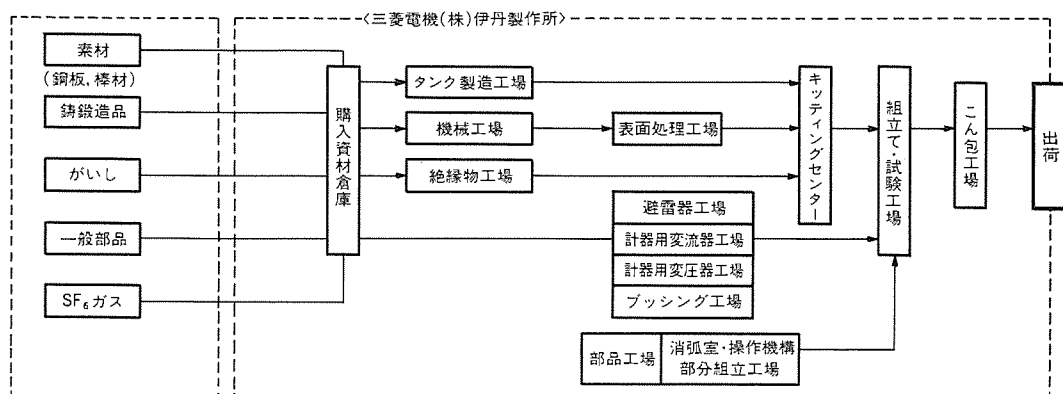 〈三菱電機(株)伊丹製作所〉
素材
(鋼板,棒材)
鋳鍛造品
がいし
一般部品
SF₆ガス
購入資材倉庫
タンク製造工場
機械工場
表面処理工場
絶縁物工場
避雷器工場
計器用変流器工場
計器用変圧器工場
ブッシング工場
部品工場
消弧室・操作機構
部分組立工場
キッティングセンター
組立て・試験工場
こん包工場
出荷